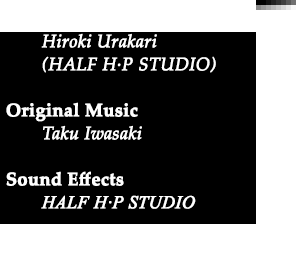 Hiroki Urakari
(HALF H·P STUDIO)
Original Music
Taku Iwasaki
Sound Effects
HALF H·P STUDIO